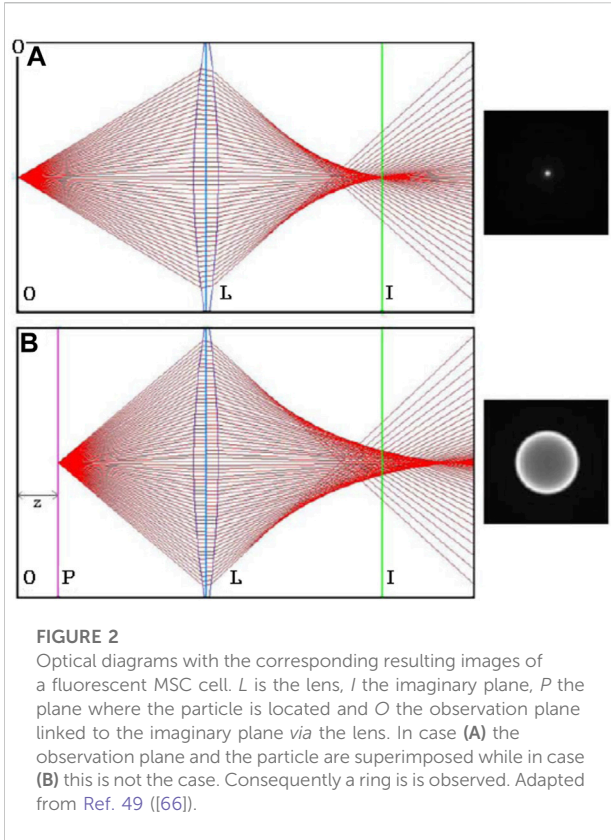 O
A
O L I
B
z
O P L I
FIGURE 2
Optical diagrams with the corresponding resulting images of
a fluorescent MSC cell. L is the lens, I the imaginary plane, P the
plane where the particle is located and O the observation plane
linked to the imaginary plane via the lens. In case (A) the
observation plane and the particle are superimposed while in case
(B) this is not the case. Consequently a ring is is observed. Adapted
from Ref. 49 ([66]).